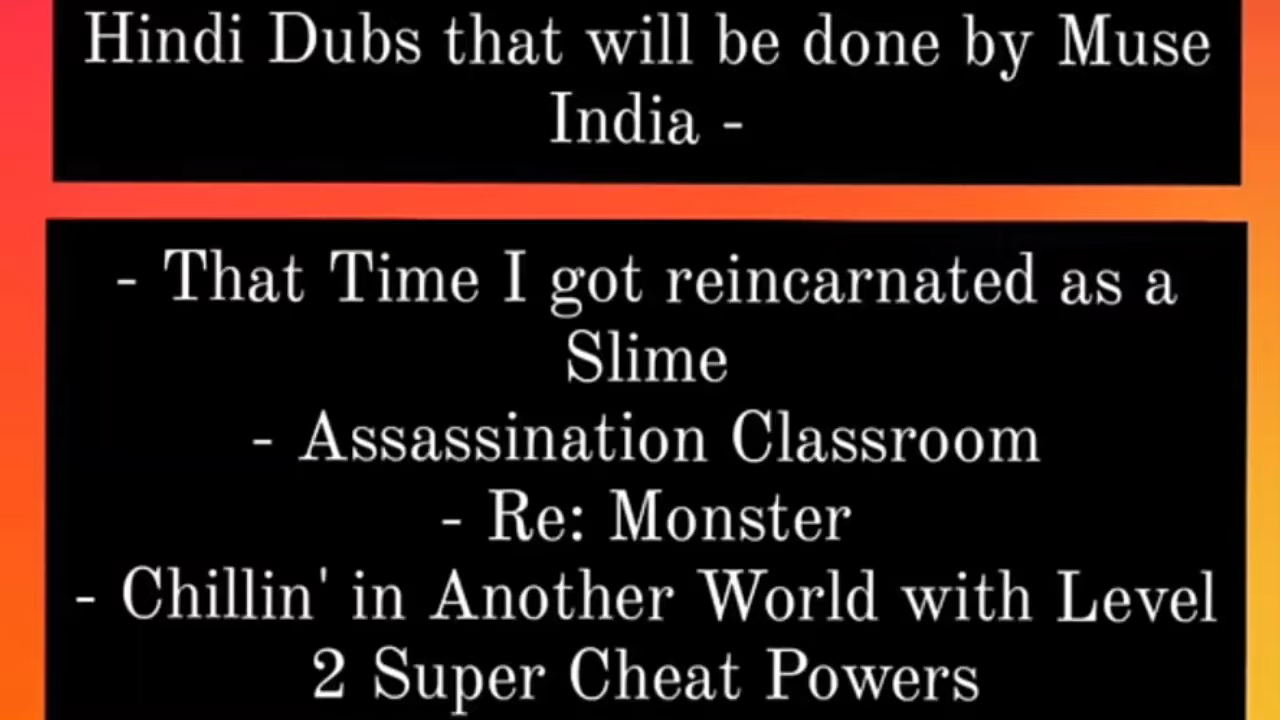 Hindi Dubs that will be done by Muse
India -
- That Time I got reincarnated as a
Slime
- Assassination Classroom
- Re: Monster
- Chillin' in Another World with Level
2 Super Cheat Powers